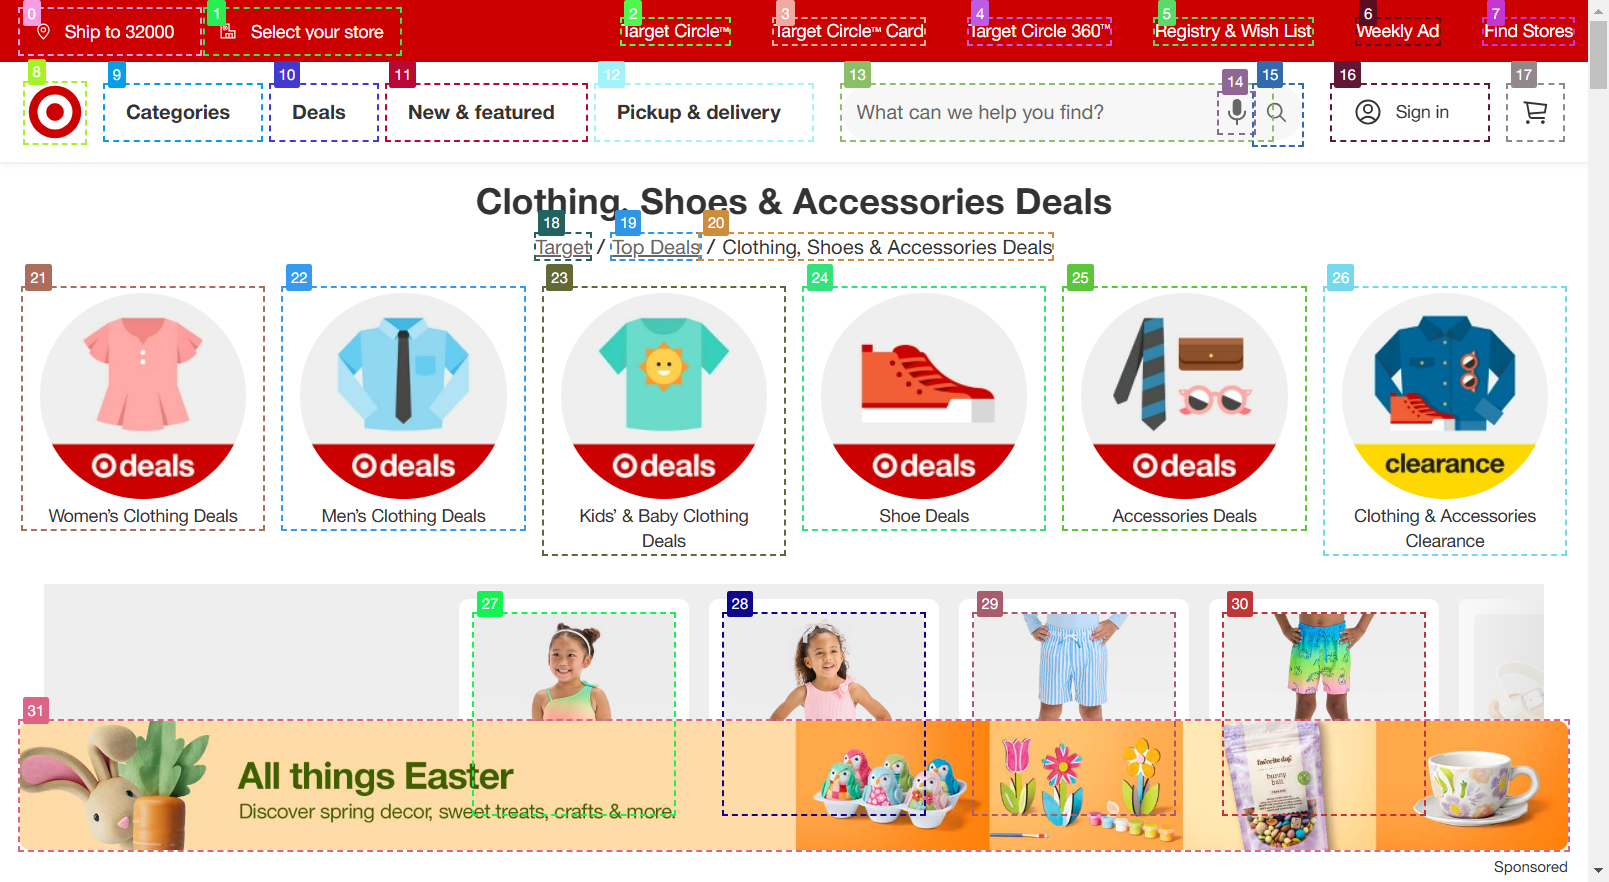 0
1
2
3
4
5
6
7
Ship to 32000
Select your store
Target Circle™
Target Circle™ Card
Target Circle 360™
Registry & Wish List
Weekly Ad
Find Stores
8
9
10
11
12
13
14
15
16
17
Categories
Deals
New & featured
Pickup & delivery
What can we help you find?
Sign in
Clothing, Shoes & Accessories Deals
18
19
20
Target / Top Deals / Clothing, Shoes & Accessories Deals
21
22
23
24
25
26
deals
deals
deals
deals
deals
clearance
Women's Clothing Deals
Men's Clothing Deals
Kids' & Baby Clothing
Deals
Shoe Deals
Accessories Deals
Clothing & Accessories
Clearance
27
28
29
30
31
All things Easter
Discover spring decor, sweet treats, crafts & more.
favorite day
bunny
bait
Sponsored